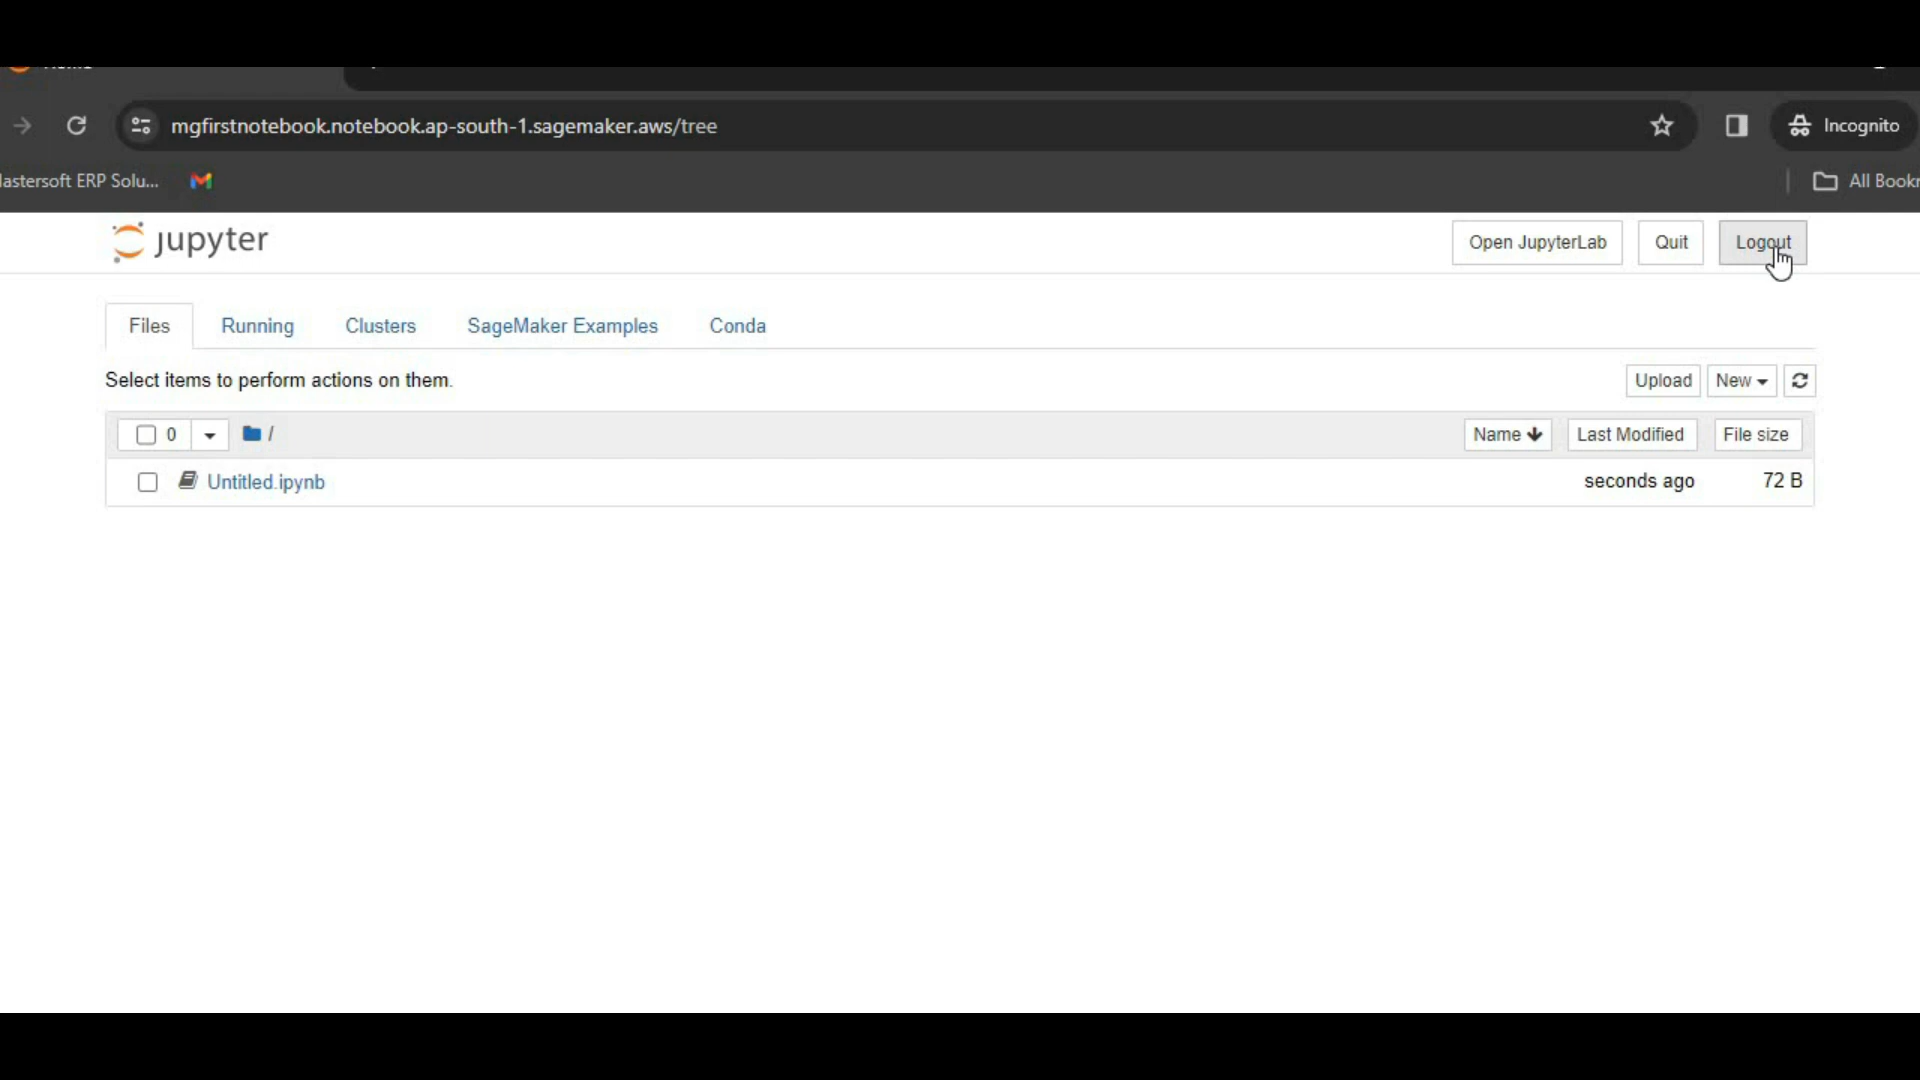 mgfirstnotebook.notebook.ap-south-1.sagemaker.aws/tree
Incognito
lastersoft ERP Solu...
All Bookr
jupyter
Open JupyterLab
Quit
Logout
Files
Running
Clusters
SageMaker Examples
Conda
Select items to perform actions on them.
Upload
New
0
/
Name
Last Modified
File size
Untitled.ipynb
seconds ago
72 B